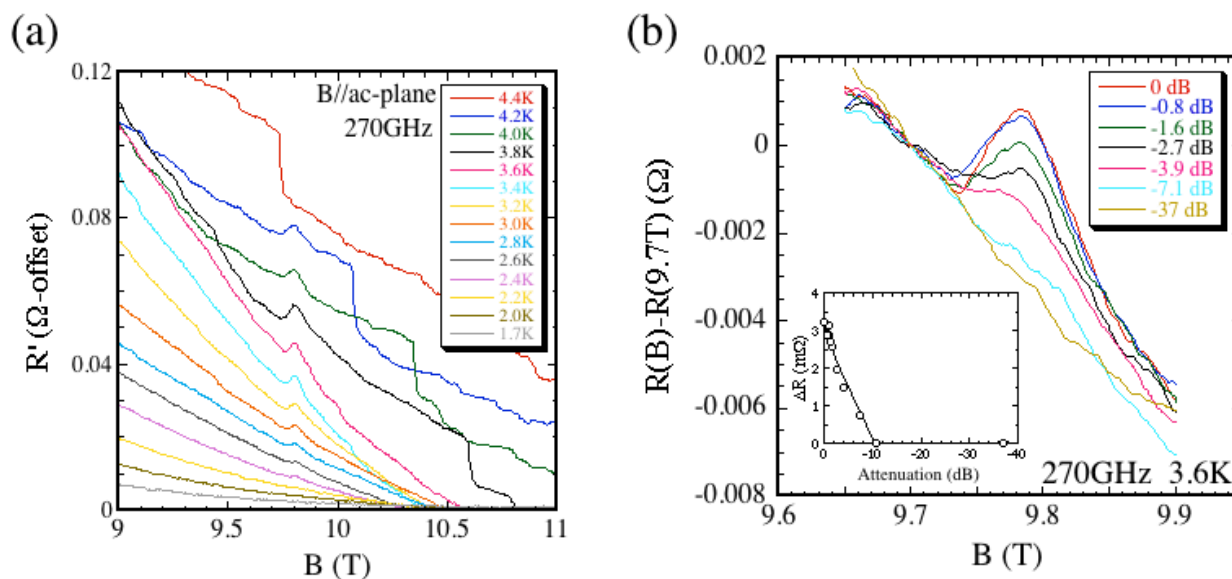 (a)
0.12
0.08
0.04
0
R' (Ω-offset)
9
9.5
10
10.5
11
B (T)
B//ac-plane
270GHz
4.4K
4.2K
4.0K
3.8K
3.6K
3.4K
3.2K
3.0K
2.8K
2.6K
2.4K
2.2K
2.0K
1.7K
(b)
0.002
0
-0.002
-0.004
-0.006
-0.008
R(B)-R(9.7T) (Ω)
9.6
9.7
9.8
9.9
B (T)
0 dB
-0.8 dB
-1.6 dB
-2.7 dB
-3.9 dB
-7.1 dB
-37 dB
4
3
2
1
0
ΔR (mΩ)
0
-10
-20
-30
-40
Attenuation (dB)
270GHz 3.6K